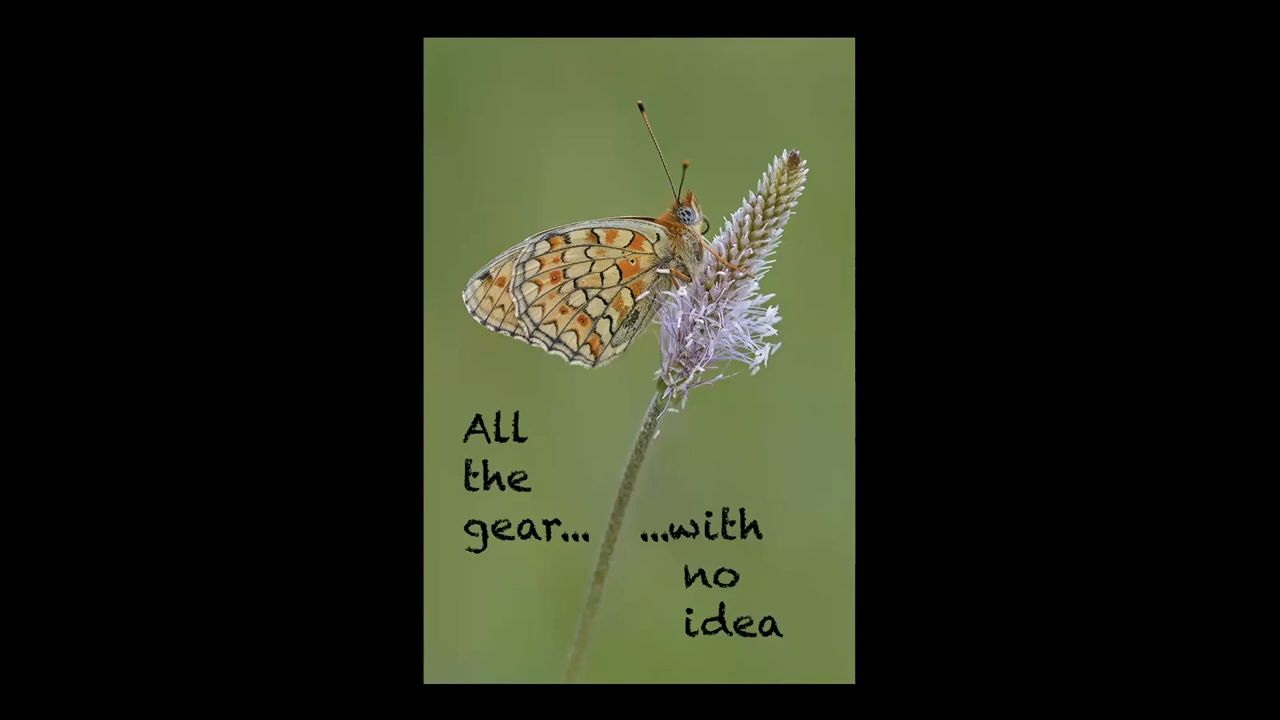 All
the
gear...
...with
no
idea